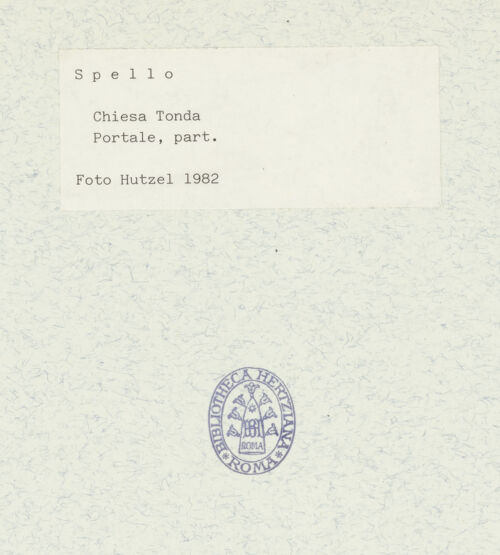 S p e l l o
Chiesa Tonda
Portale, part.
Foto Hutzel 1982
BIBLIOTHECA HERTZIANA
* ROMA *
ROMA